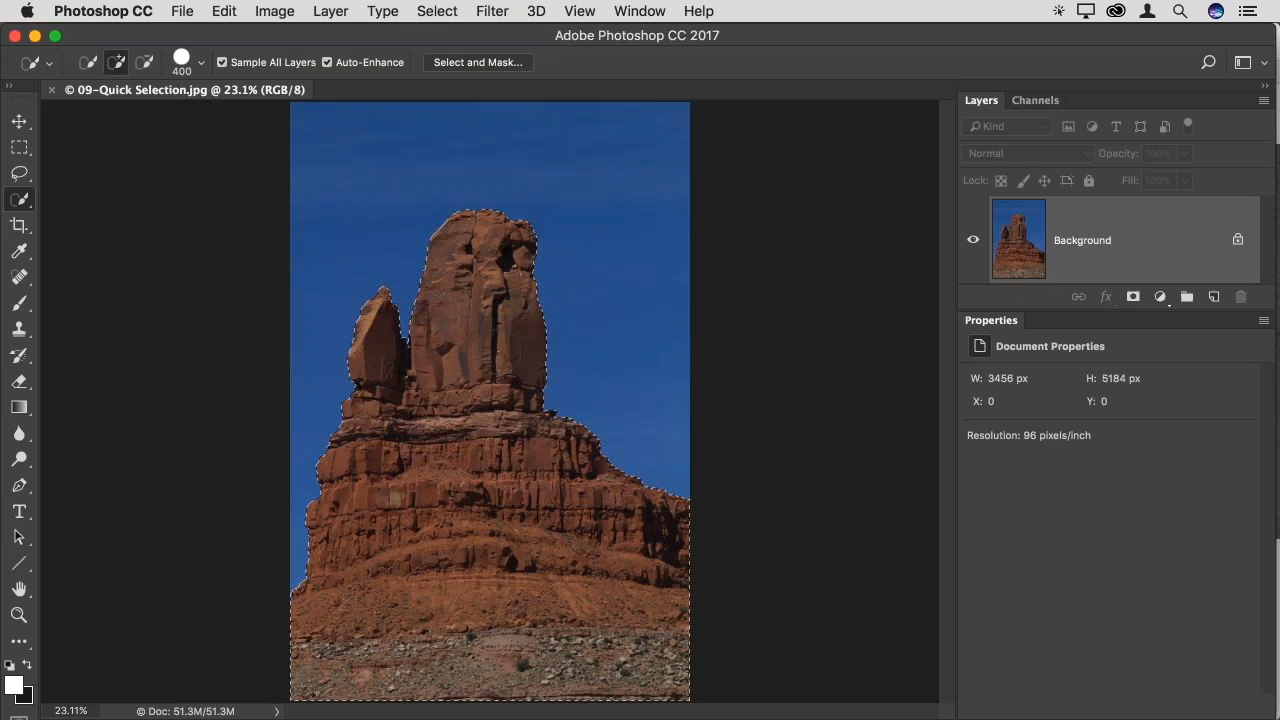 Photoshop CC File Edit Image Layer Type Select Filter 3D View Window Help
Adobe Photoshop CC 2017
400 Sample All Layers Auto-Enhance Select and Mask...
© 09-Quick Selection.jpg @ 23.1% (RGB/8)
Layers Channels
Kind
Normal Opacity: 100%
Lock: Fill: 100%
Background
Properties
Document Properties
W: 3456 px H: 5184 px
X: 0 Y: 0
Resolution: 96 pixels/inch
23.11% © Doc: 51.3M/51.3M